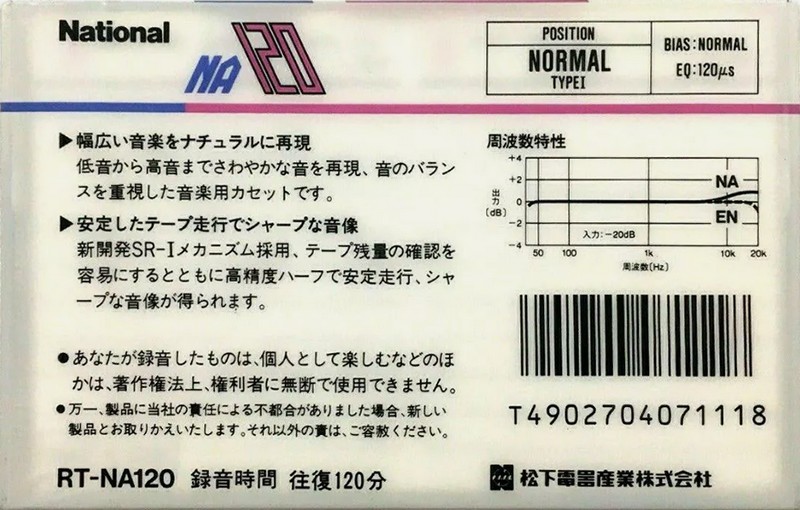 National
NA 120
POSITION
NORMAL
TYPE I
BIAS:NORMAL
EQ:120μs
▶幅広い音楽をナチュラルに再現
低音から高音までさわやかな音を再現、音のバラン
スを重視した音楽用カセットです。
▶安定したテープ走行でシャープな音像
新開発SR-Iメカニズム採用、テープ残量の確認を
容易にするとともに高精度ハーフで安定走行、シャ
ープな音像が得られます。
●あなたが録音したものは、個人として楽しむなどのほ
かは、著作権法上、権利者に無断で使用できません。
●万一、製品に当社の責任による不都合がありました場合、新しい
製品とお取りかえいたします。それ以外の責は、ご容赦ください。
RT-NA120 録音時間 往復120分
周波数特性
+4
+2
0
-2
-4
出力
(dB)
NA
EN
入力:-20dB
50 100 1k 10k 20k
周波数(Hz)
T4902704071118
松下電器産業株式会社